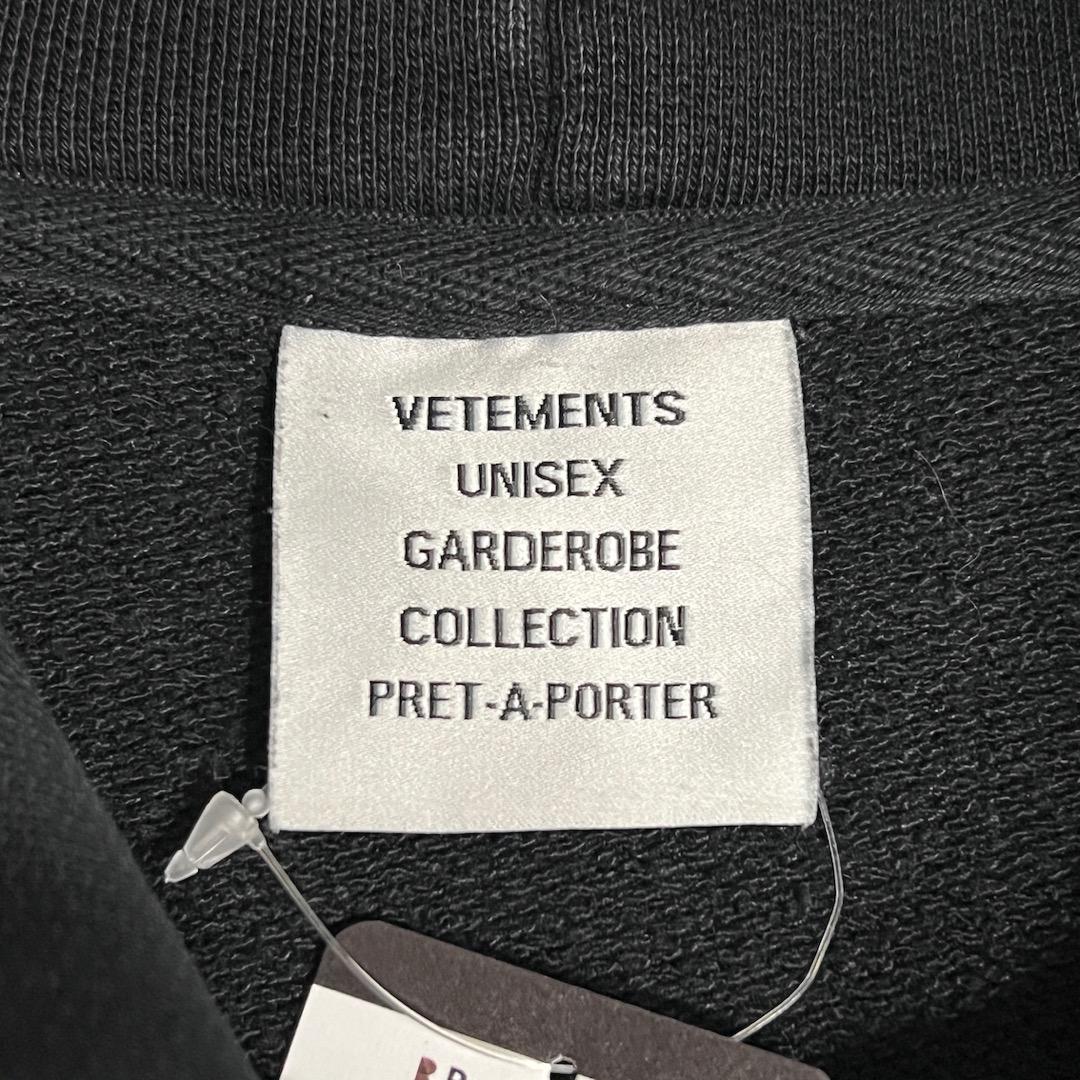 VETEMENTS
UNISEX
GARDEROBE
COLLECTION
PRET-A-PORTER